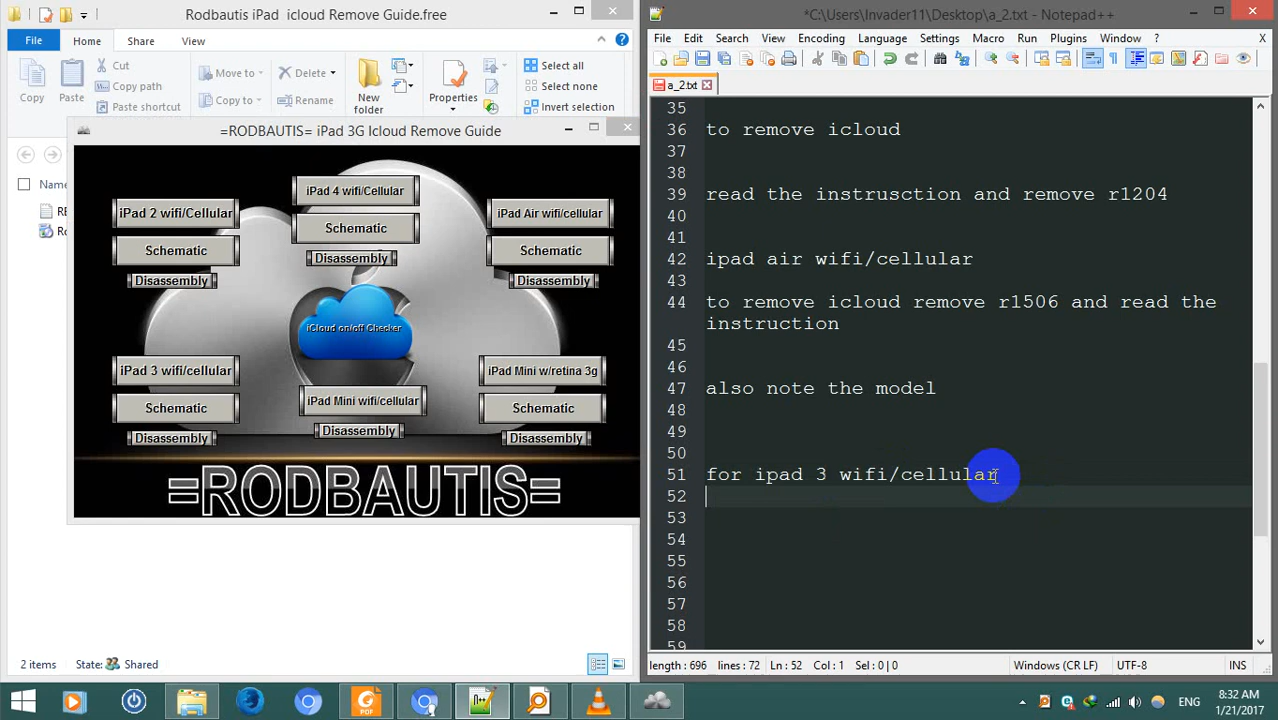 Rodbautis iPad icloud Remove Guide.free
File
Home
Share
View
Copy
Paste
Cut
Copy path
Paste shortcut
Move to
Copy to
Delete
Rename
New
folder
Properties
Select all
Select none
Invert selection
Name
=RODBAUTIS= iPad 3G Icloud Remove Guide
iPad 4 wifi/Cellular
Schematic
Disassembly
iPad 2 wifi/Cellular
Schematic
Disassembly
iPad Air wifi/cellular
Schematic
Disassembly
iCloud on/off Checker
iPad 3 wifi/cellular
Schematic
Disassembly
iPad Mini wifi/cellular
Disassembly
iPad Mini w/retina 3g
Schematic
Disassembly
=RODBAUTIS=
2 items
State:
Shared
*C:\Users\Invader11\Desktop\a_2.txt - Notepad++
File Edit Search View Encoding Language Settings Macro Run Plugins Window ? X
a_2.txt
35
36 to remove icloud
37
38
39 read the instrusction and remove r1204
40
41
42 ipad air wifi/cellular
43
44 to remove icloud remove r1506 and read the
instruction
45
46
47 also note the model
48
49
50
51 for ipad 3 wifi/cellular
52
53
54
55
56
57
58
59
length : 696 lines : 72 Ln : 52 Col : 1 Sel : 0 | 0 Windows (CR LF) UTF-8 INS
PDF
ENG
8:32 AM
1/21/2017